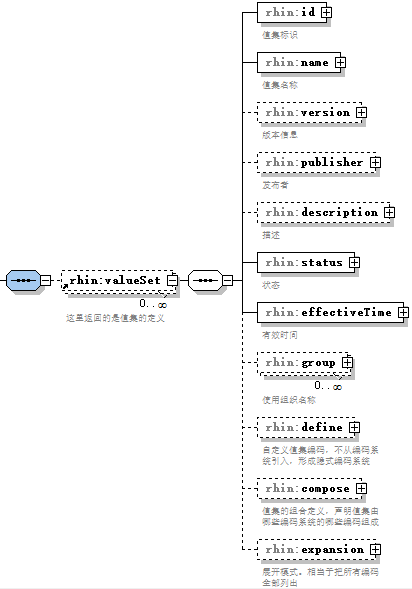 rhin:id
值集标识
rhin:name
值集名称
rhin:version
版本信息
rhin:publisher
发布者
rhin:description
描述
rhin:valueSet
0..∞
这里返回的是值集的定义
rhin:status
状态
rhin:effectiveTime
有效时间
rhin:group
0..∞
使用组织名称
rhin:define
自定义值集编码，不从编码系
统引入，形成隐式编码系统
rhin:compose
值集的组合定义，声明值集由
哪些编码系统的哪些编码组成
rhin:expansion
展开模式。相当于把所有编码
全部列出